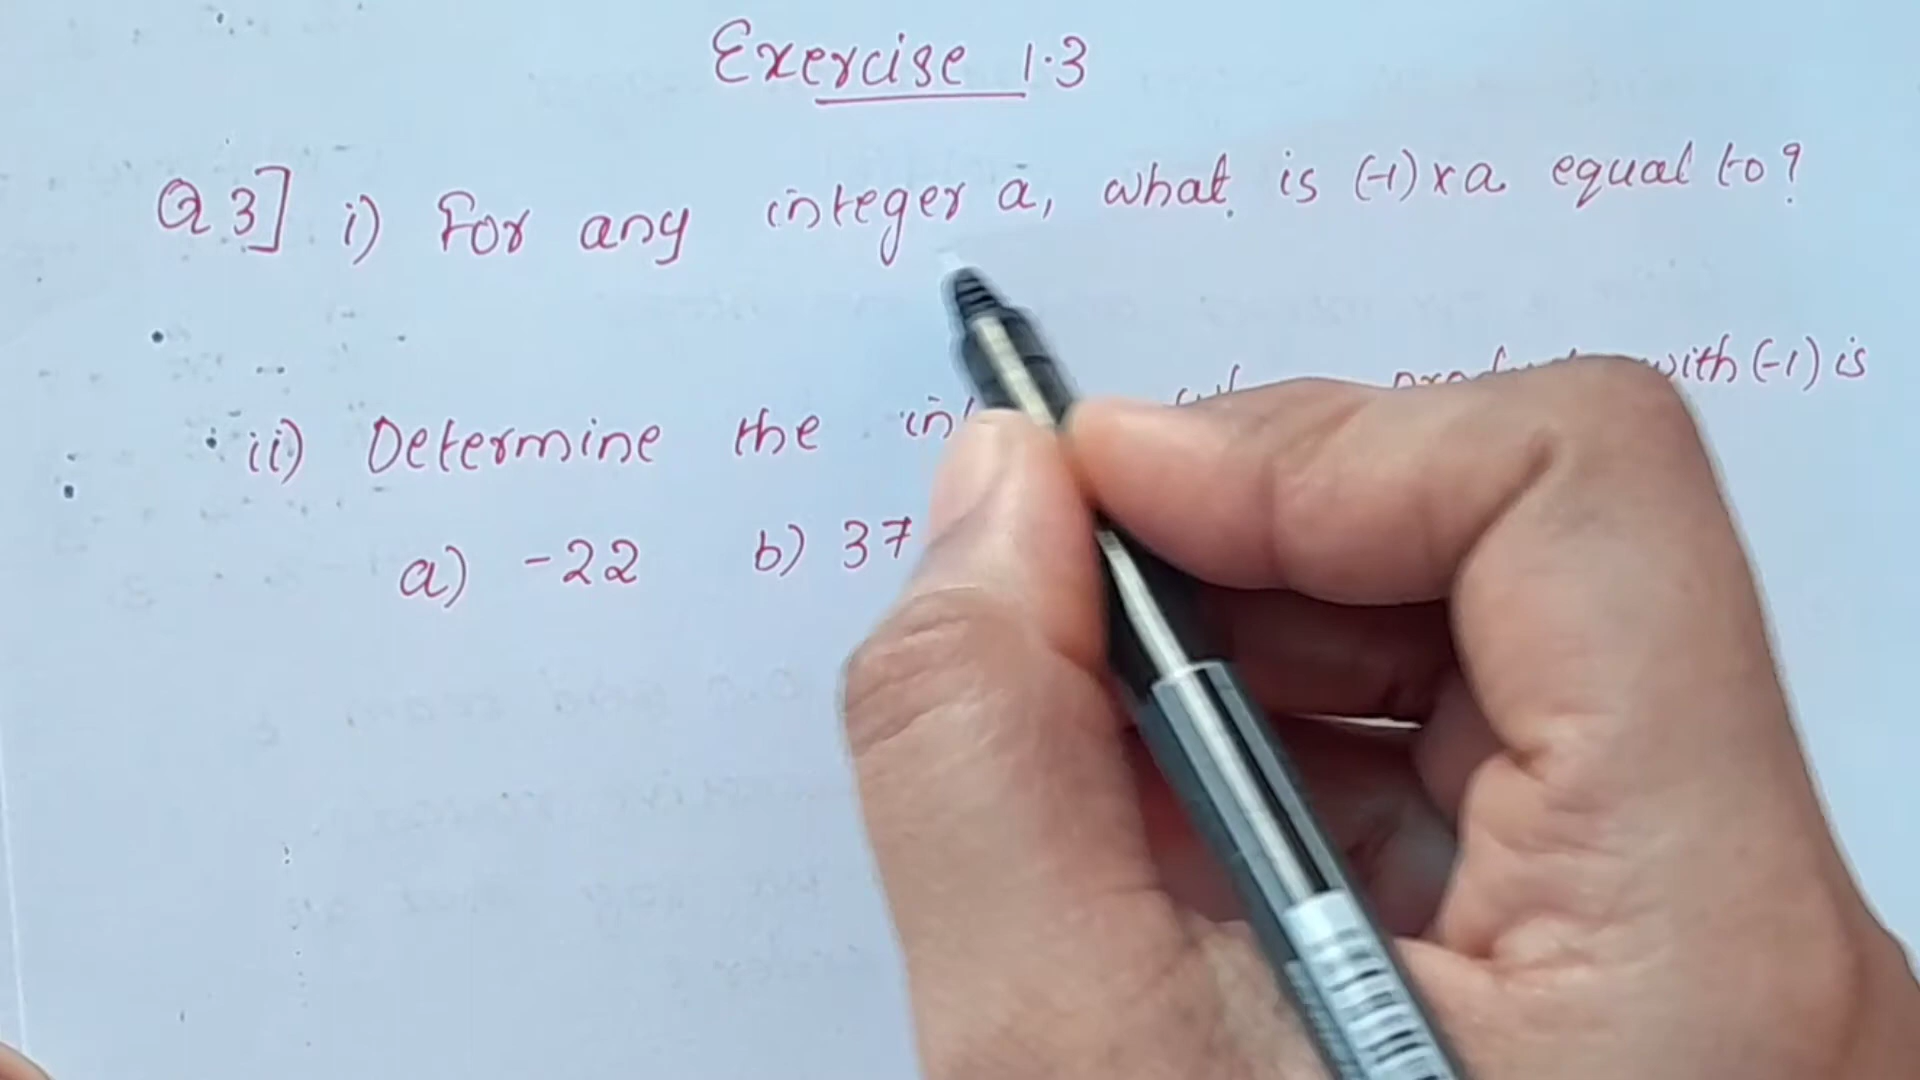 Exercise 1.3
Q3] i) For any integer a, what is (-1)xa equal to?
ii) Determine the with (-1) is
a) -22 b) 37